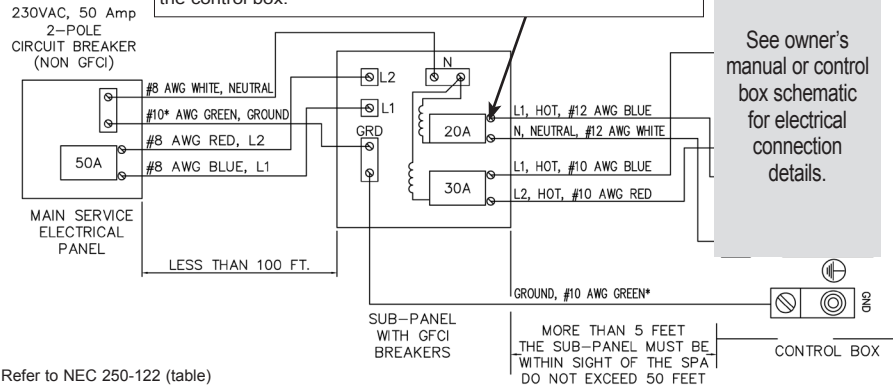 the control box.
230VAC, 50 Amp
2-POLE
CIRCUIT BREAKER
(NON GFCI)
#8 AWG WHITE, NEUTRAL
#10* AWG GREEN, GROUND
#8 AWG RED, L2
#8 AWG BLUE, L1
50A
MAIN SERVICE
ELECTRICAL
PANEL
LESS THAN 100 FT.
L2
L1
GRD
N
20A
30A
L1, HOT, #12 AWG BLUE
N, NEUTRAL, #12 AWG WHITE
L1, HOT, #10 AWG BLUE
L2, HOT, #10 AWG RED
See owner's
manual or control
box schematic
for electrical
connection
details.
GROUND, #10 AWG GREEN*
GND
SUB-PANEL
WITH GFCI
BREAKERS
MORE THAN 5 FEET
THE SUB-PANEL MUST BE
WITHIN SIGHT OF THE SPA
DO NOT EXCEED 50 FEET
CONTROL BOX
Refer to NEC 250-122 (table)